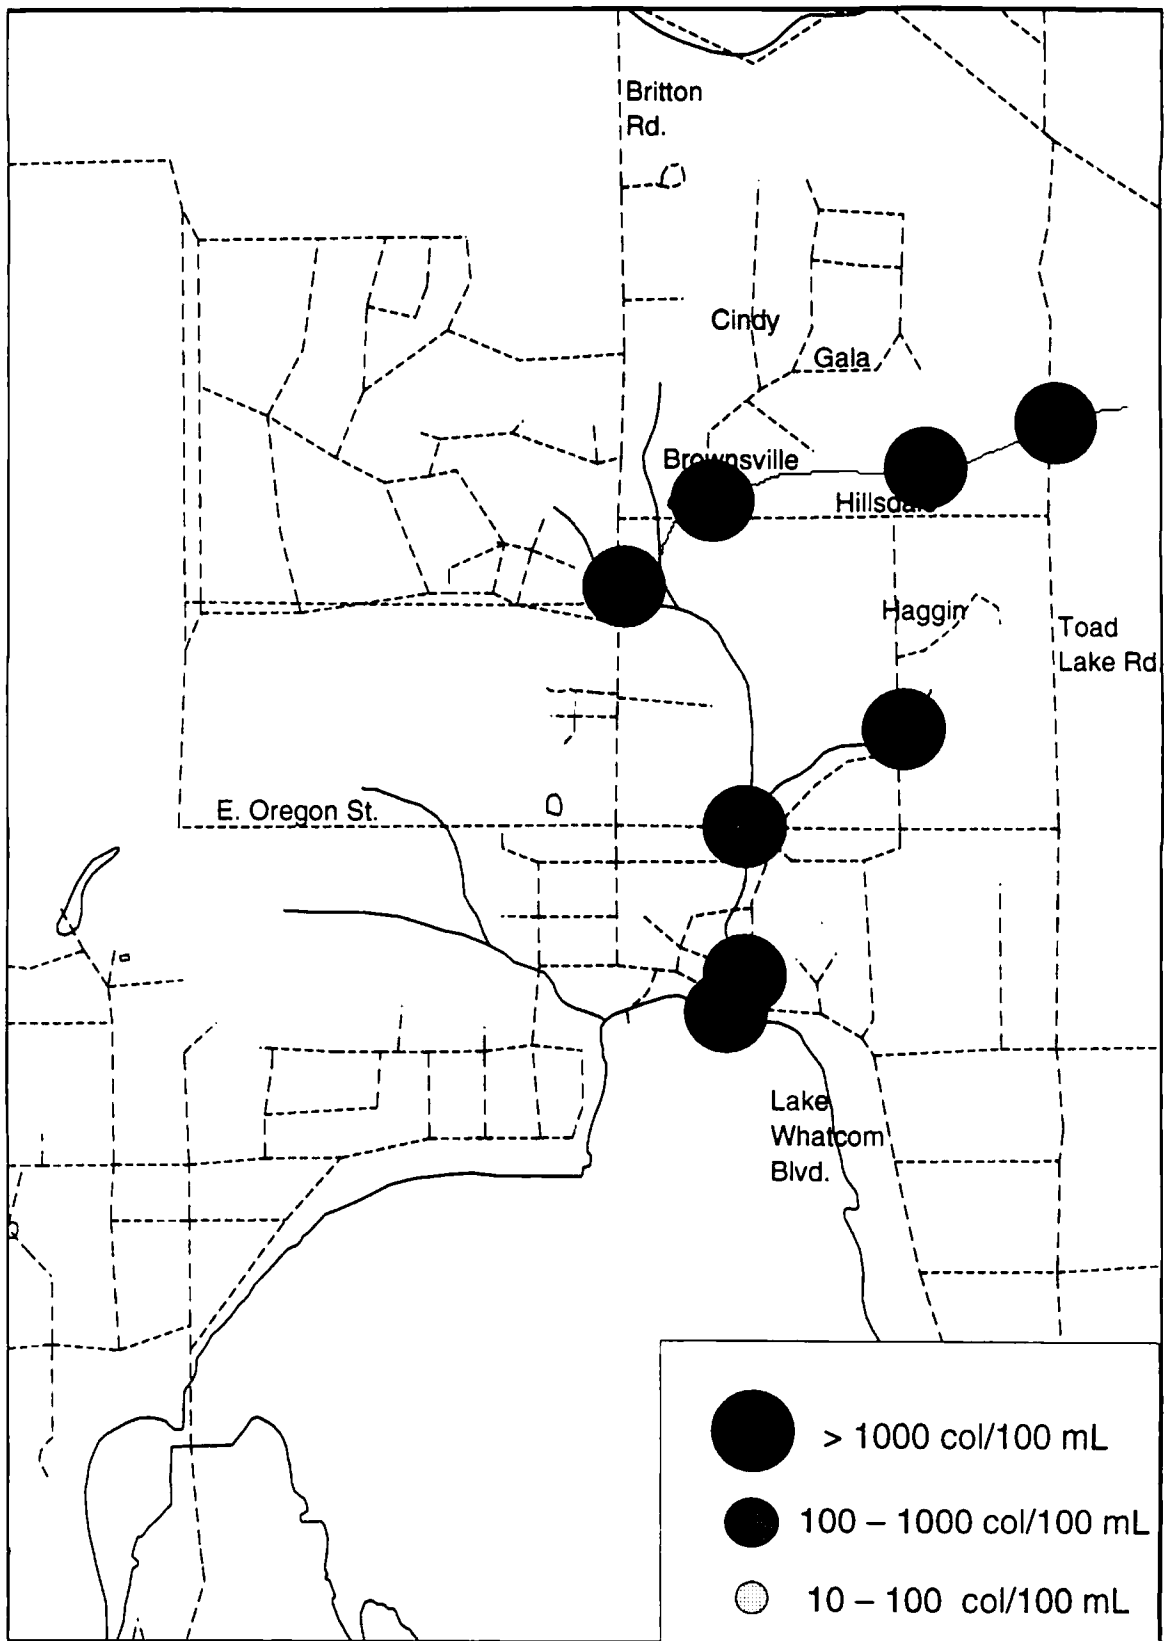 Britton
Rd.
Cindy
Gala
Brownsville
Hillsdale
Haggin
Toad
Lake Rd.
E. Oregon St.
Lake
Whatcom
Blvd.
> 1000 col/100 mL
100 – 1000 col/100 mL
10 – 100 col/100 mL